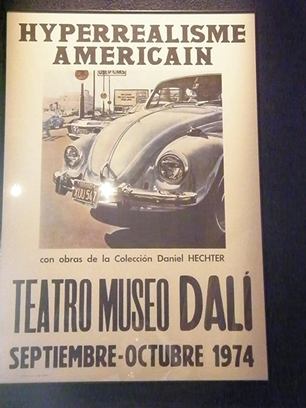 HYPERREALISME
AMERICAIN
con obras de la Colección Daniel HECHTER
TEATRO MUSEO DALÍ
SEPTIEMBRE-OCTUBRE 1974